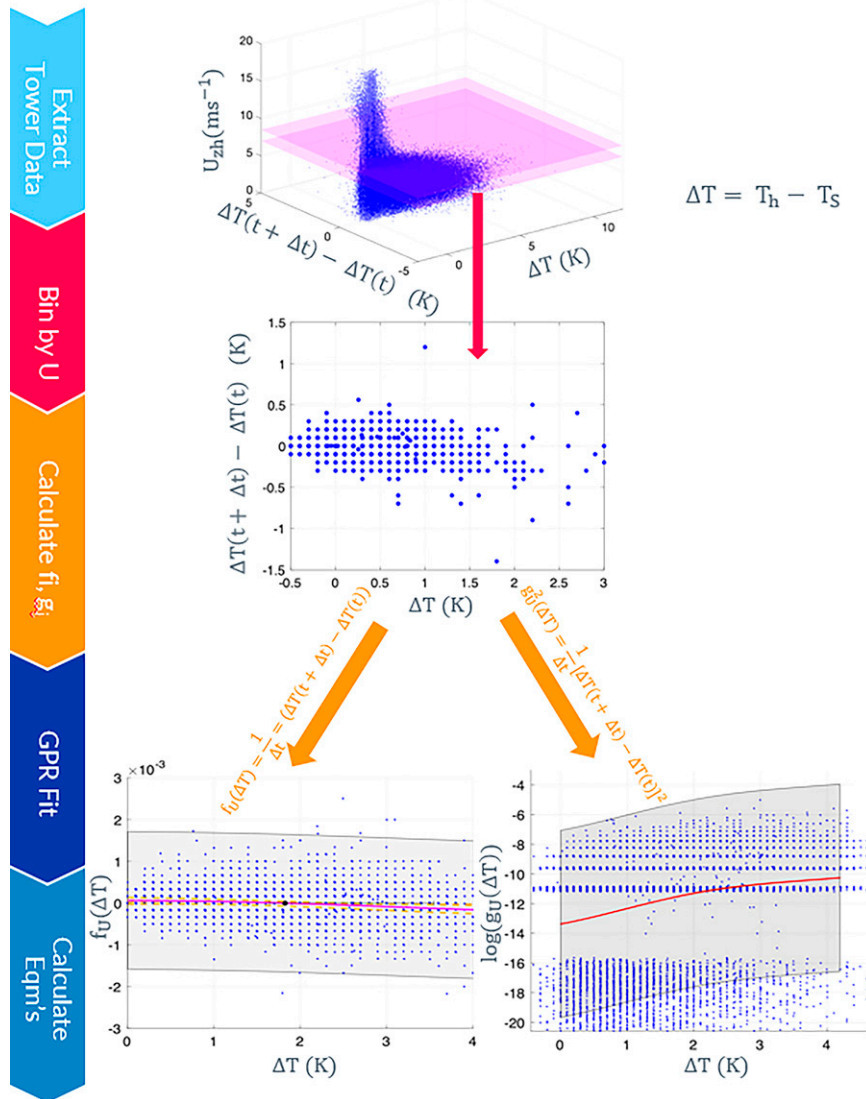 Extract
Tower Data
Bin by U
Calculate fi, gj
GPR Fit
Calculate
Eqm's
20
15
10
5
0
U_zh(ms⁻¹)
5
0
-5
ΔT(t + Δt) − ΔT(t) (K)
0
5
10
ΔT (K)
ΔT = T_h − T_S
1.5
1
0.5
0
-0.5
-1
-1.5
ΔT(t + Δt) − ΔT(t) (K)
-0.5 0 0.5 1 1.5 2 2.5 3
ΔT (K)
f_U(ΔT) = 1/Δt = (ΔT(t + Δt) − ΔT(t))
g_U²(ΔT) = 1/Δt [ΔT(t + Δt) − ΔT(t)]²
×10⁻³
3
2
1
0
-1
-2
-3
f_U(ΔT)
0 1 2 3 4
ΔT (K)
-4
-6
-8
-10
-12
-14
-16
-18
-20
log(g_U(ΔT))
0 1 2 3 4
ΔT (K)